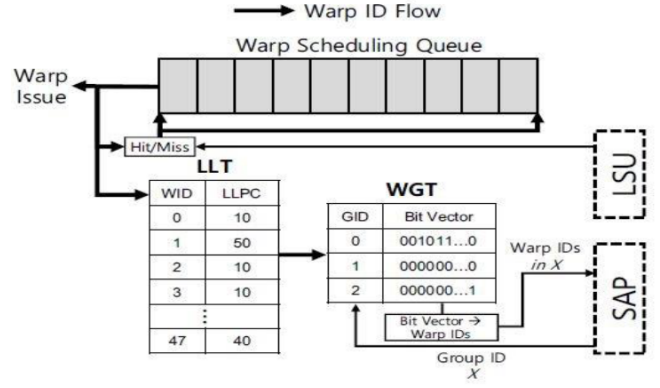 Warp ID Flow
Warp Scheduling Queue
Warp
Issue
Hit/Miss
LSU
LLT
WID LLPC
0 10
1 50
2 10
3 10
⋮
47 40
WGT
GID Bit Vector
0 001011...0
1 000000...0
2 000000...1
Bit Vector →
Warp IDs
Warp IDs
in X
SAP
Group ID
X